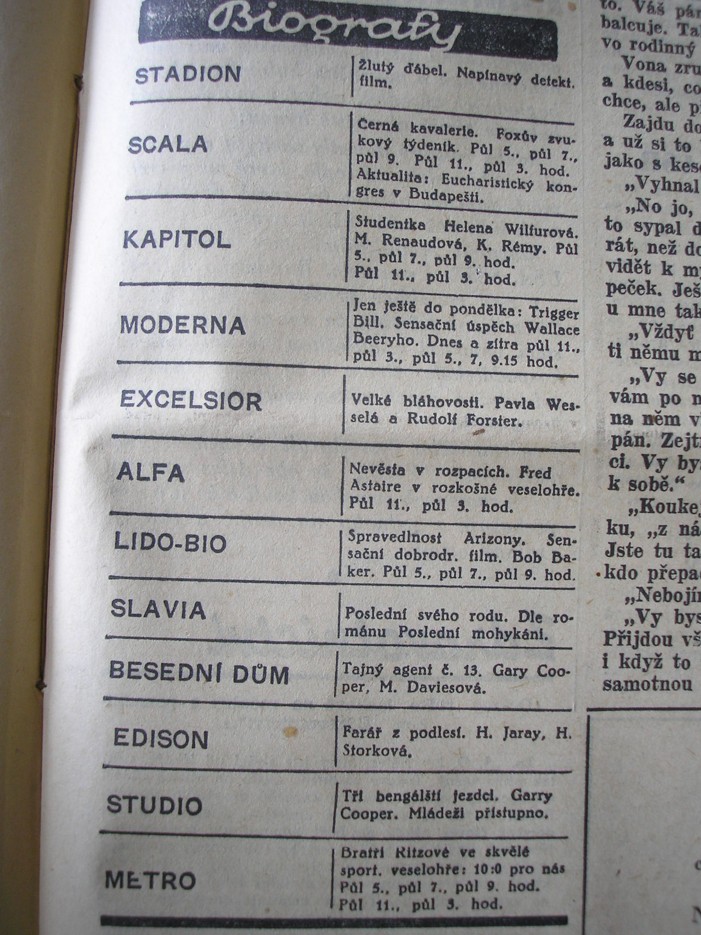 Biografy
STADION
Žlutý ďábel. Napínavý detekt.
film.
SCALA
Černá kavalerie. Foxův zvu-
kový týdeník. Půl 5., půl 7.,
půl 9. Půl 11., půl 3. hod.
Aktualita: Eucharistický kon-
gres v Budapešti.
KAPITOL
Studentka Helena Wilfurová.
M. Renaudová, K. Rémy. Půl
5., půl 7., půl 9. hod.
Půl 11., půl 3. hod.
MODERNA
Jen ještě do pondělka: Trigger
Bill. Sensační úspěch Wallace
Beeryho. Dnes a zítra půl 11.,
půl 3., půl 5., 7, 9.15 hod.
EXCELSIOR
Velké bláhovosti. Pavla Wes-
selá a Rudolf Forster.
ALFA
Nevěsta v rozpacích. Fred
Astaire v rozkošné veselohře.
Půl 11., půl 3. hod.
LIDO-BIO
Spravedlnost Arizony. Sen-
sační dobrodr. film. Bob Ba-
ker. Půl 5., půl 7., půl 9. hod.
SLAVIA
Poslední svého rodu. Dle ro-
mánu Poslední mohykáni.
BESEDNÍ DŮM
Tajný agent č. 13. Gary Coo-
per, M. Daviesová.
EDISON
Farář z podlesí. H. Jaray, H.
Storková.
STUDIO
Tři bengálští jezdci. Garry
Cooper. Mládeži přístupno.
METRO
Bratři Ritzové ve skvělé
sport. veselohře: 10:0 pro nás
Půl 5., půl 7., půl 9. hod.
Půl 11., půl 3. hod.
to. Váš pán
balcuje. Ta
vo rodinný
Vona zru
a kdesi, co
chce, ale p
Zajdu do
a už si to
jako s kes
„Vyhnal
„No jo,
to sypal d
rát, než do
vidět k my
peček. Ješ
u mne tak
„Vždyť
ti němu m
„Vy se
vám po n
na něm v
pán. Zejt
ci. Vy by
k sobě.“
„Koukej
ku, „z ná
Jste tu ta
kdo přepa
„Nebojí
„Vy bys
Přijdou vš
i když to
samotnou